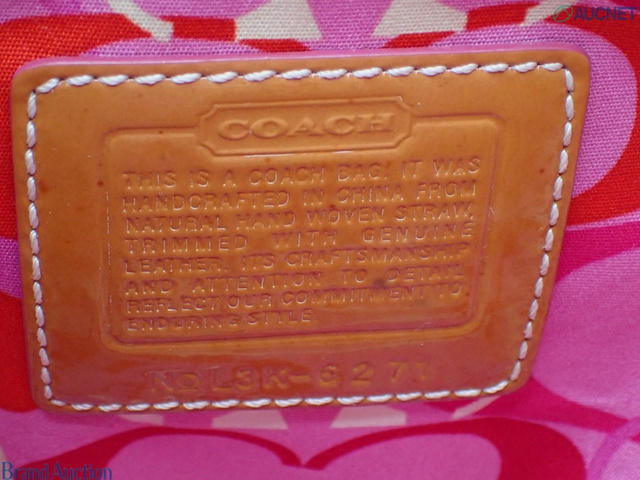 AUCNET
COACH
THIS IS A COACH BAG. IT WAS
HANDCRAFTED IN CHINA FROM
NATURAL HAND WOVEN STRAW,
TRIMMED WITH GENUINE
LEATHER. ITS CRAFTSMANSHIP
AND ATTENTION TO DETAIL
REFLECT OUR COMMITMENT TO
ENDURING STYLE
No L3K-6271
Brand Auction